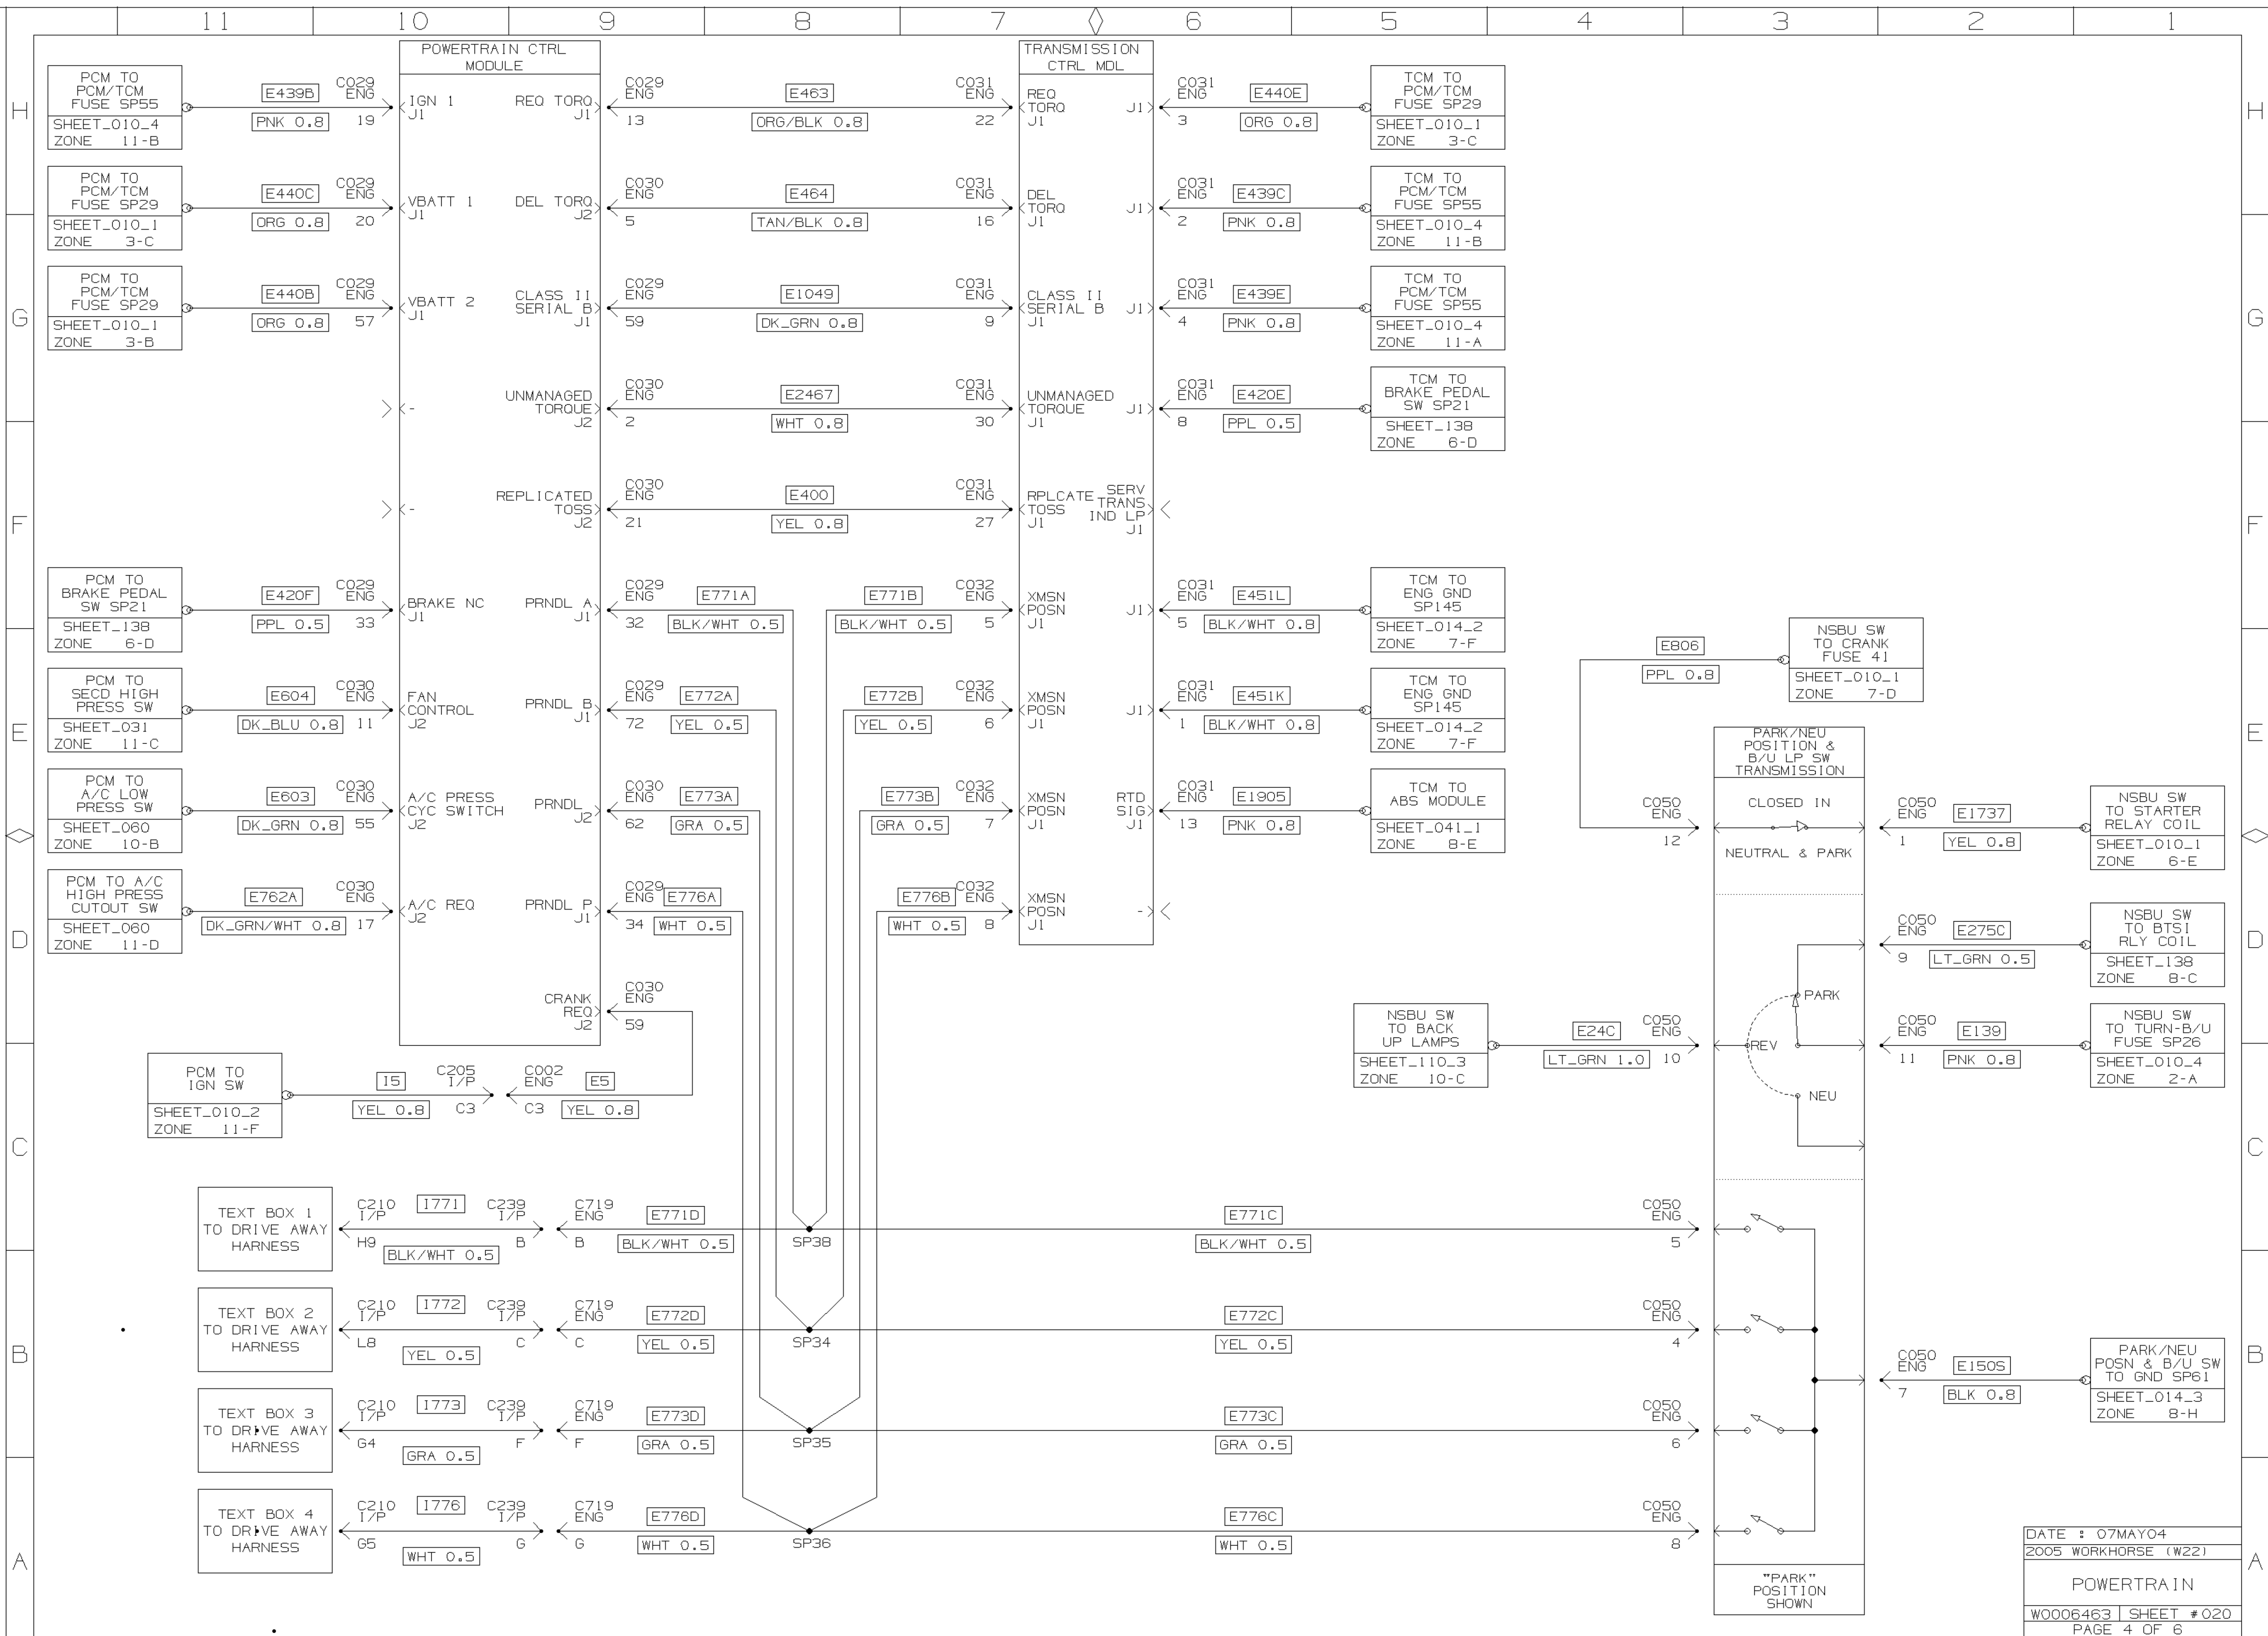 11 10 9 8 7 6 5 4 3 2 1
H
G
F
E
D
C
B
A
H
G
F
E
D
C
B
A
POWERTRAIN CTRL
MODULE
TRANSMISSION
CTRL MDL
PCM TO
PCM/TCM
FUSE SP55
SHEET_010_4
ZONE 11-B
E439B
PNK 0.8
C029
ENG
19
IGN 1
J1
REQ TORQ
J1
C029
ENG
13
E463
ORG/BLK 0.8
C031
ENG
22
REQ
TORQ
J1
J1
C031
ENG
3
E440E
ORG 0.8
TCM TO
PCM/TCM
FUSE SP29
SHEET_010_1
ZONE 3-C
PCM TO
PCM/TCM
FUSE SP29
SHEET_010_1
ZONE 3-C
E440C
ORG 0.8
C029
ENG
20
VBATT 1
J1
DEL TORQ
J2
C030
ENG
5
E464
TAN/BLK 0.8
C031
ENG
16
DEL
TORQ
J1
J1
C031
ENG
2
E439C
PNK 0.8
TCM TO
PCM/TCM
FUSE SP55
SHEET_010_4
ZONE 11-B
PCM TO
PCM/TCM
FUSE SP29
SHEET_010_1
ZONE 3-B
E440B
ORG 0.8
C029
ENG
57
VBATT 2
J1
CLASS II
SERIAL B
J1
C029
ENG
59
E1049
DK_GRN 0.8
C031
ENG
9
CLASS II
SERIAL B
J1
J1
C031
ENG
4
E439E
PNK 0.8
TCM TO
PCM/TCM
FUSE SP55
SHEET_010_4
ZONE 11-A
-
UNMANAGED
TORQUE
J2
C030
ENG
2
E2467
WHT 0.8
C031
ENG
30
UNMANAGED
TORQUE
J1
J1
C031
ENG
8
E420E
PPL 0.5
TCM TO
BRAKE PEDAL
SW SP21
SHEET_138
ZONE 6-D
-
REPLICATED
TOSS
J2
C030
ENG
21
E400
YEL 0.8
C031
ENG
27
RPLCATE
TOSS
J1
SERV
TRANS
IND LP
J1
PCM TO
BRAKE PEDAL
SW SP21
SHEET_138
ZONE 6-D
E420F
PPL 0.5
C029
ENG
33
BRAKE NC
J1
PRNDL A
J1
C029
ENG
32
E771A
BLK/WHT 0.5
E771B
BLK/WHT 0.5
C032
ENG
5
XMSN
POSN
J1
J1
C031
ENG
5
E451L
BLK/WHT 0.8
TCM TO
ENG GND
SP145
SHEET_014_2
ZONE 7-F
PCM TO
SECD HIGH
PRESS SW
SHEET_031
ZONE 11-C
E604
DK_BLU 0.8
C030
ENG
11
FAN
CONTROL
J2
PRNDL B
J1
C029
ENG
72
E772A
YEL 0.5
E772B
YEL 0.5
C032
ENG
6
XMSN
POSN
J1
J1
C031
ENG
1
E451K
BLK/WHT 0.8
TCM TO
ENG GND
SP145
SHEET_014_2
ZONE 7-F
PCM TO
A/C LOW
PRESS SW
SHEET_060
ZONE 10-B
E603
DK_GRN 0.8
C030
ENG
55
A/C PRESS
CYC SWITCH
J2
PRNDL
J2
C030
ENG
62
E773A
GRA 0.5
E773B
GRA 0.5
C032
ENG
7
XMSN
POSN
J1
RTD
SIG
J1
C031
ENG
13
E1905
PNK 0.8
TCM TO
ABS MODULE
SHEET_041_1
ZONE 8-E
PCM TO A/C
HIGH PRESS
CUTOUT SW
SHEET_060
ZONE 11-D
E762A
DK_GRN/WHT 0.8
C030
ENG
17
A/C REQ
J2
PRNDL P
J1
C029
ENG
34
E776A
WHT 0.5
E776B
WHT 0.5
C032
ENG
8
XMSN
POSN
J1
-
CRANK
REQ
J2
C030
ENG
59
PCM TO
IGN SW
SHEET_010_2
ZONE 11-F
I5
YEL 0.8
C205
I/P
C3
C002
ENG
C3
E5
YEL 0.8
E806
PPL 0.8
NSBU SW
TO CRANK
FUSE 41
SHEET_010_1
ZONE 7-D
PARK/NEU
POSITION &
B/U LP SW
TRANSMISSION
C050
ENG
12
CLOSED IN
NEUTRAL & PARK
C050
ENG
1
E1737
YEL 0.8
NSBU SW
TO STARTER
RELAY COIL
SHEET_010_1
ZONE 6-E
C050
ENG
9
E275C
LT_GRN 0.5
NSBU SW
TO BTSI
RLY COIL
SHEET_138
ZONE 8-C
NSBU SW
TO BACK
UP LAMPS
SHEET_110_3
ZONE 10-C
E24C
LT_GRN 1.0
C050
ENG
10
PARK
REV
NEU
C050
ENG
11
E139
PNK 0.8
NSBU SW
TO TURN-B/U
FUSE SP26
SHEET_010_4
ZONE 2-A
TEXT BOX 1
TO DRIVE AWAY
HARNESS
C210
I/P
H9
I771
BLK/WHT 0.5
C239
I/P
B
C719
ENG
B
E771D
BLK/WHT 0.5
SP38
E771C
BLK/WHT 0.5
C050
ENG
5
TEXT BOX 2
TO DRIVE AWAY
HARNESS
C210
I/P
L8
I772
YEL 0.5
C239
I/P
C
C719
ENG
C
E772D
YEL 0.5
SP34
E772C
YEL 0.5
C050
ENG
4
C050
ENG
7
E150S
BLK 0.8
PARK/NEU
POSN & B/U SW
TO GND SP61
SHEET_014_3
ZONE 8-H
TEXT BOX 3
TO DRIVE AWAY
HARNESS
C210
I/P
G4
I773
GRA 0.5
C239
I/P
F
C719
ENG
F
E773D
GRA 0.5
SP35
E773C
GRA 0.5
C050
ENG
6
TEXT BOX 4
TO DRIVE AWAY
HARNESS
C210
I/P
G5
I776
WHT 0.5
C239
I/P
G
C719
ENG
G
E776D
WHT 0.5
SP36
E776C
WHT 0.5
C050
ENG
8
"PARK"
POSITION
SHOWN
DATE : 07MAY04
2005 WORKHORSE (W22)
POWERTRAIN
W0006463 SHEET #020
PAGE 4 OF 6